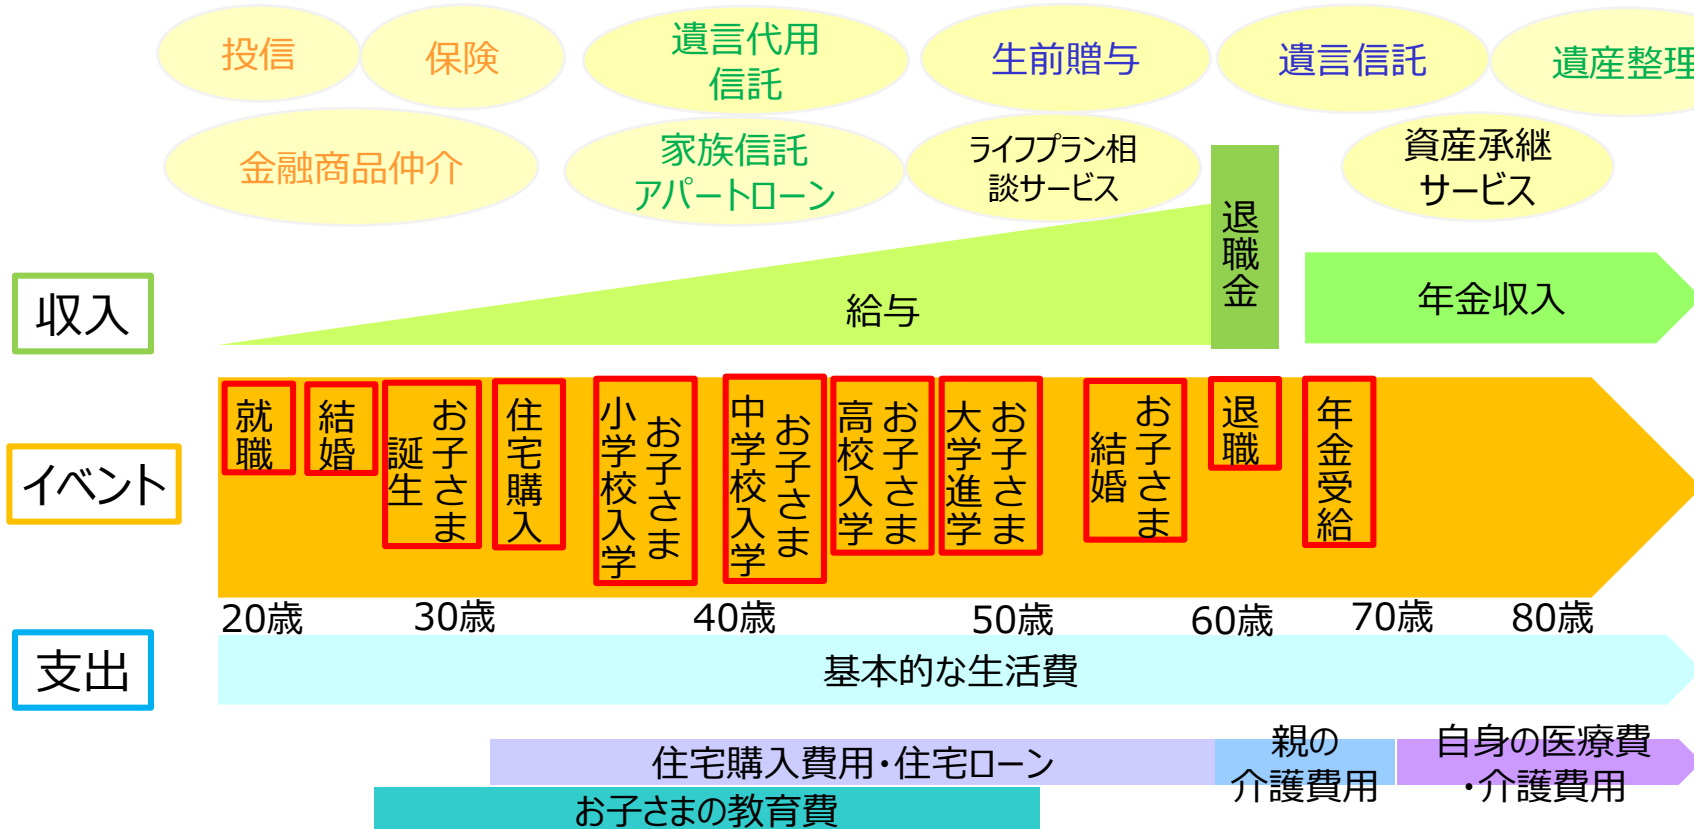 投信
保険
遺言代用
信託
生前贈与
遺言信託
遺産整理
金融商品仲介
家族信託
アパートローン
ライフプラン相
談サービス
資産承継
サービス
収入
給与
退職金
年金収入
イベント
就職
結婚
お子さま
誕生
住宅購入
お子さま
小学校入学
お子さま
中学校入学
お子さま
高校入学
お子さま
大学進学
お子さま
結婚
退職
年金受給
20歳
30歳
40歳
50歳
60歳
70歳
80歳
支出
基本的な生活費
住宅購入費用・住宅ローン
親の
介護費用
自身の医療費
・介護費用
お子さまの教育費